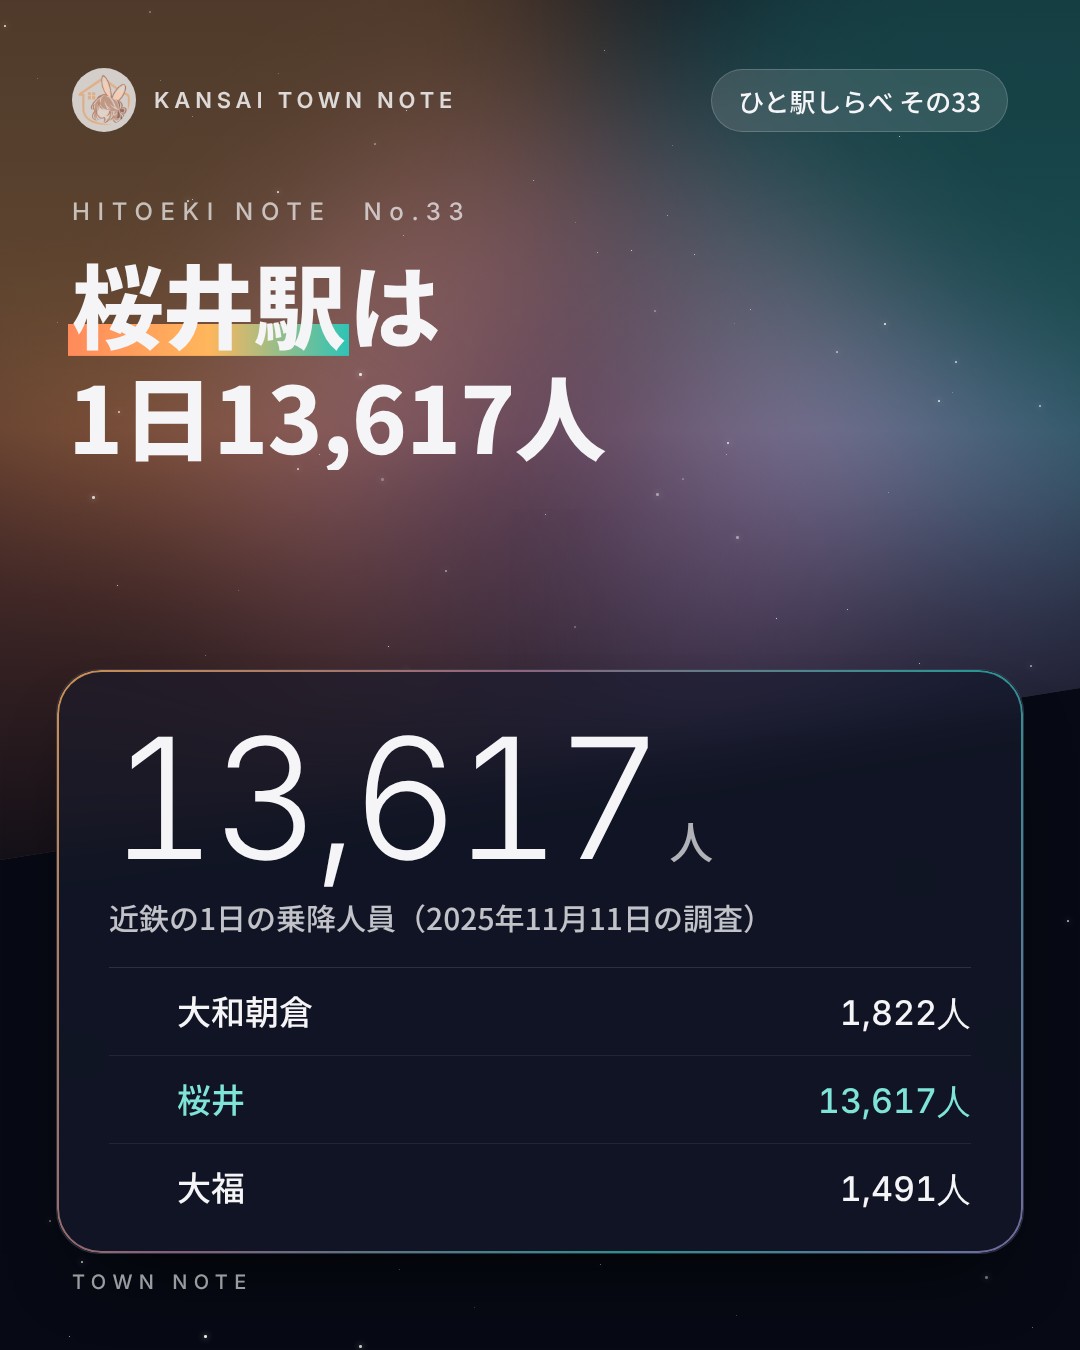 KANSAI TOWN NOTE
ひと駅しらべ その33
HITOEKI NOTE No.33
桜井駅は
1日13,617人
13,617人
近鉄の1日の乗降人員（2025年11月11日の調査）
大和朝倉 1,822人
桜井 13,617人
大福 1,491人
TOWN NOTE